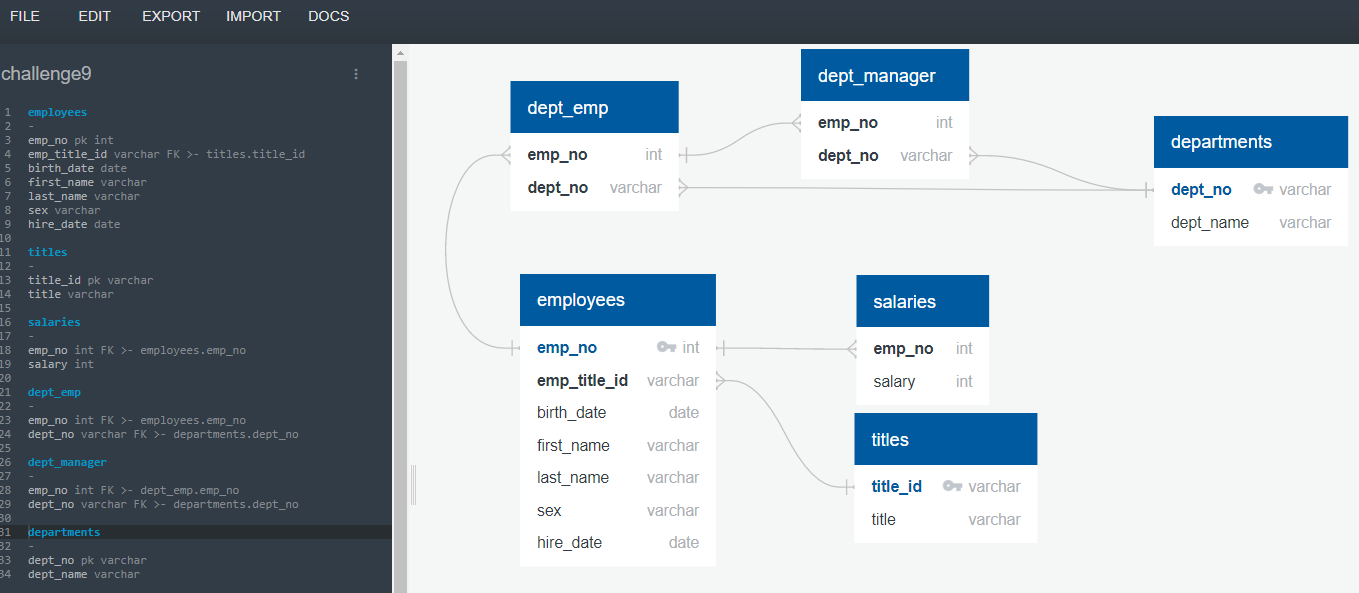 FILE EDIT EXPORT IMPORT DOCS
challenge9
1 employees
2 -
3 emp_no pk int
4 emp_title_id varchar FK >- titles.title_id
5 birth_date date
6 first_name varchar
7 last_name varchar
8 sex varchar
9 hire_date date
10
11 titles
12 -
13 title_id pk varchar
14 title varchar
15
16 salaries
17 -
18 emp_no int FK >- employees.emp_no
19 salary int
20
21 dept_emp
22 -
23 emp_no int FK >- employees.emp_no
24 dept_no varchar FK >- departments.dept_no
25
26 dept_manager
27 -
28 emp_no int FK >- dept_emp.emp_no
29 dept_no varchar FK >- departments.dept_no
30
31 departments
32 -
33 dept_no pk varchar
34 dept_name varchar
dept_emp
emp_no int
dept_no varchar
dept_manager
emp_no int
dept_no varchar
departments
dept_no varchar
dept_name varchar
employees
emp_no int
emp_title_id varchar
birth_date date
first_name varchar
last_name varchar
sex varchar
hire_date date
salaries
emp_no int
salary int
titles
title_id varchar
title varchar